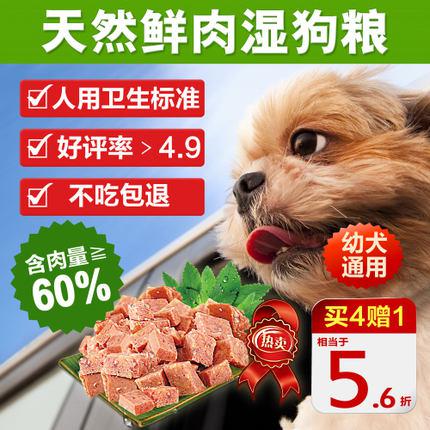 天然鲜肉湿狗粮
人用卫生标准
好评率>4.9
不吃包退
含肉量≥
60%
幼犬
通用
热卖
买4赠1
相当于
5.6折